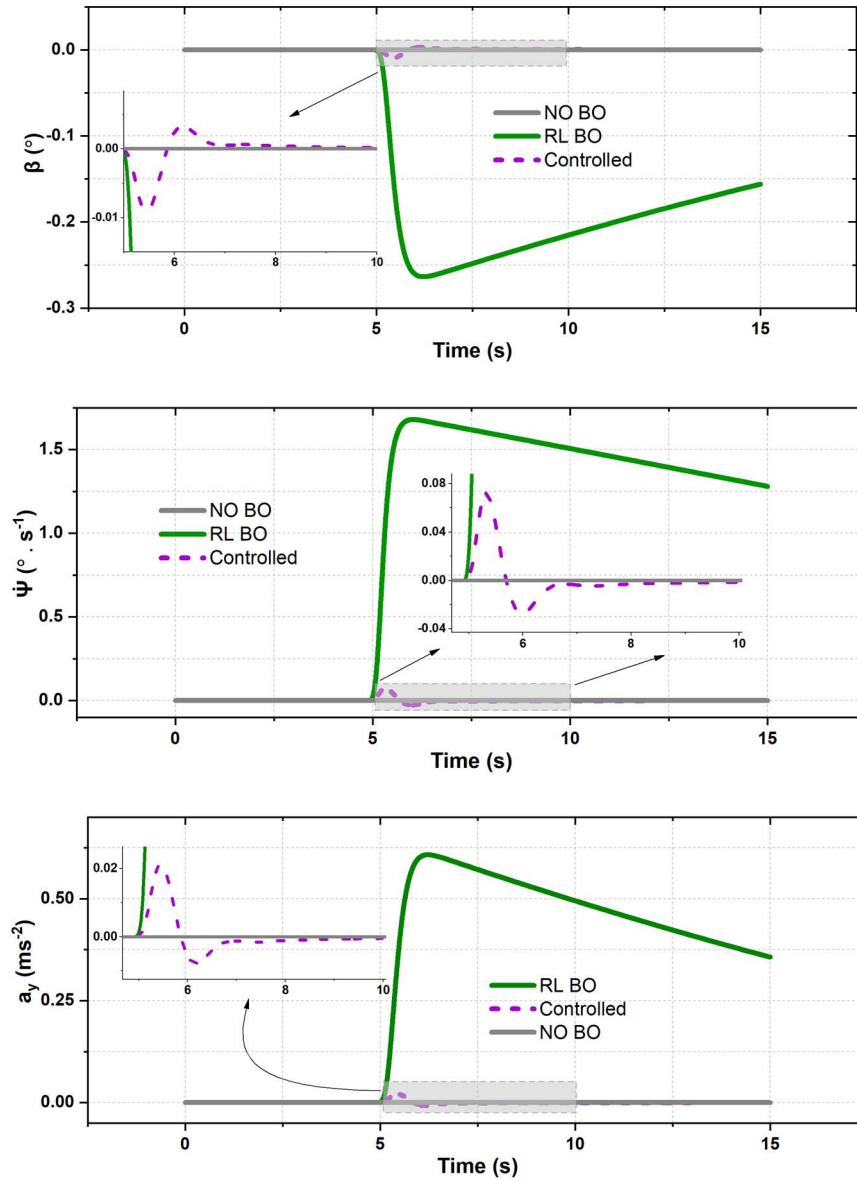 0.0
-0.1
-0.2
-0.3
β (°)
0.00
-0.01
6 8 10
NO BO
RL BO
Controlled
0 5 10 15
Time (s)
1.5
1.0
0.5
0.0
Ψ̇ (° . s⁻¹)
NO BO
RL BO
Controlled
0.08
0.04
0.00
-0.04
6 8 10
0 5 10 15
Time (s)
0.50
0.25
0.00
aᵧ (ms⁻²)
0.02
0.00
6 8 10
RL BO
Controlled
NO BO
0 5 10 15
Time (s)